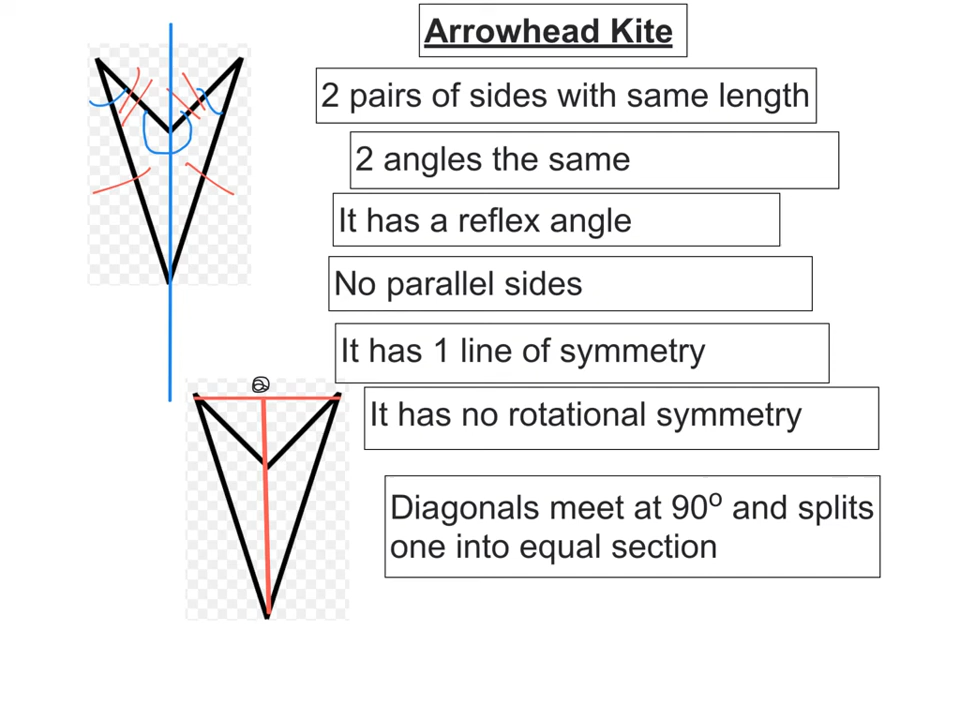 Arrowhead Kite
2 pairs of sides with same length
2 angles the same
It has a reflex angle
No parallel sides
It has 1 line of symmetry
It has no rotational symmetry
Diagonals meet at 90º and splits
one into equal section